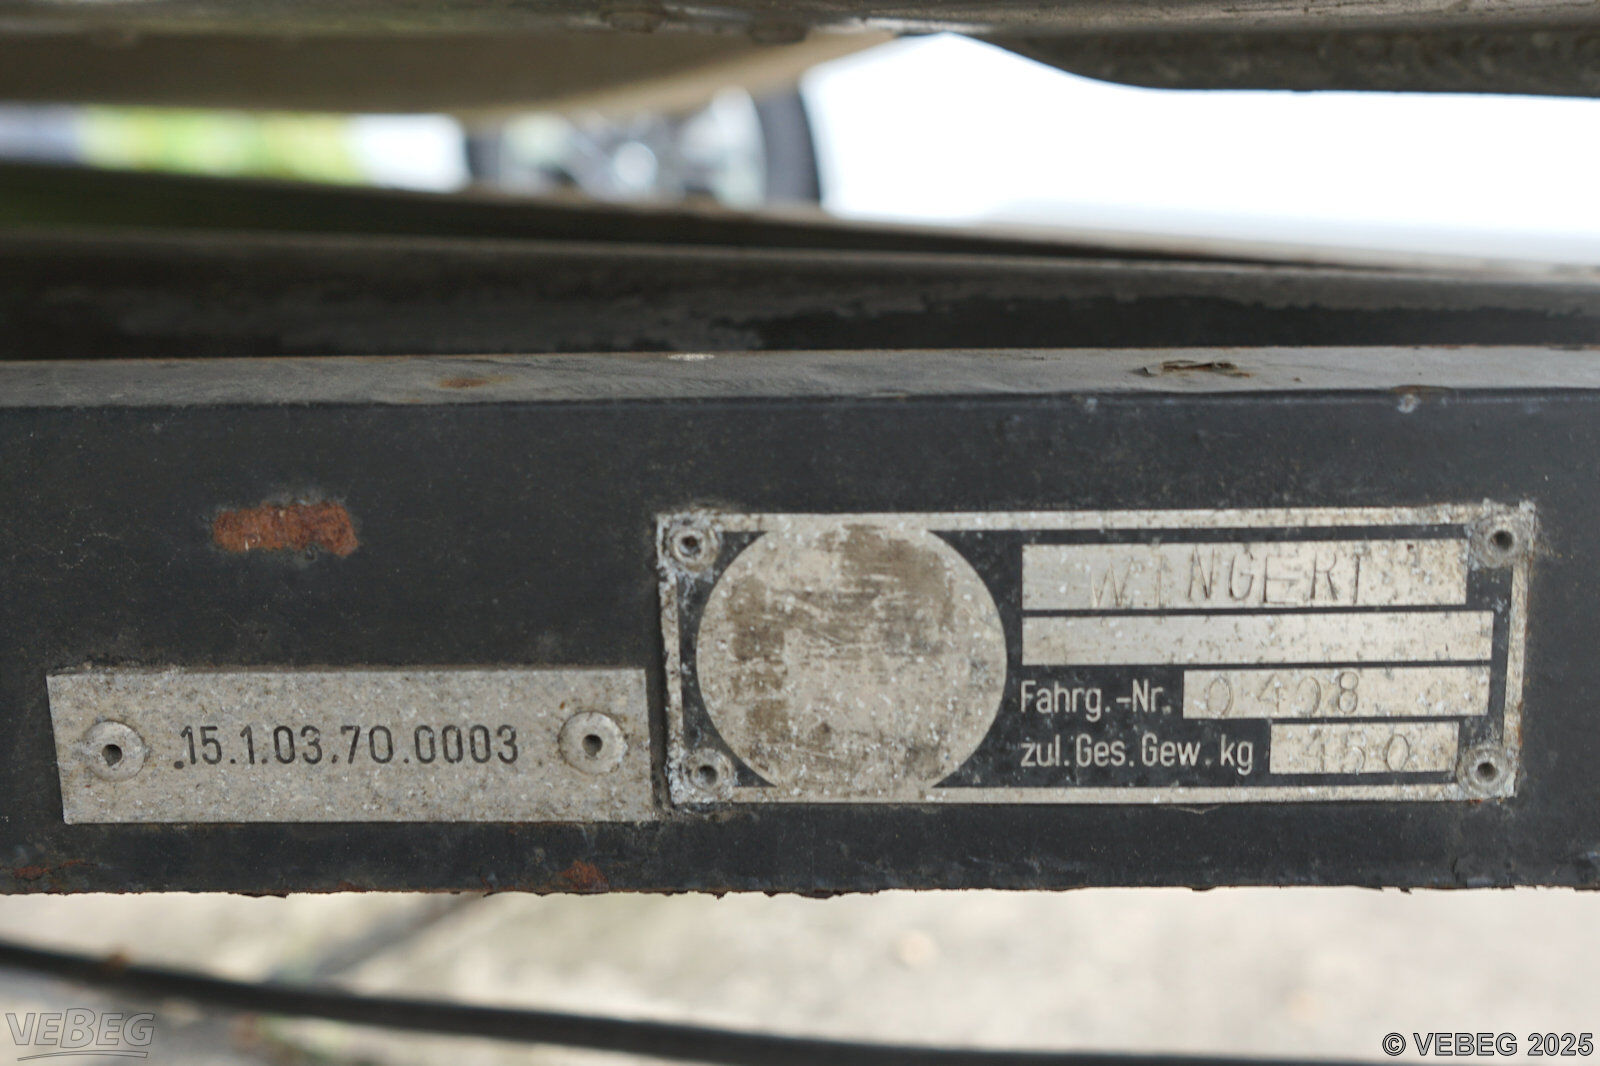 WINGERT
Fahrg.-Nr. 0408
zul. Ges. Gew. kg 450
.15.1.03.70.0003
VEBEG
© VEBEG 2025